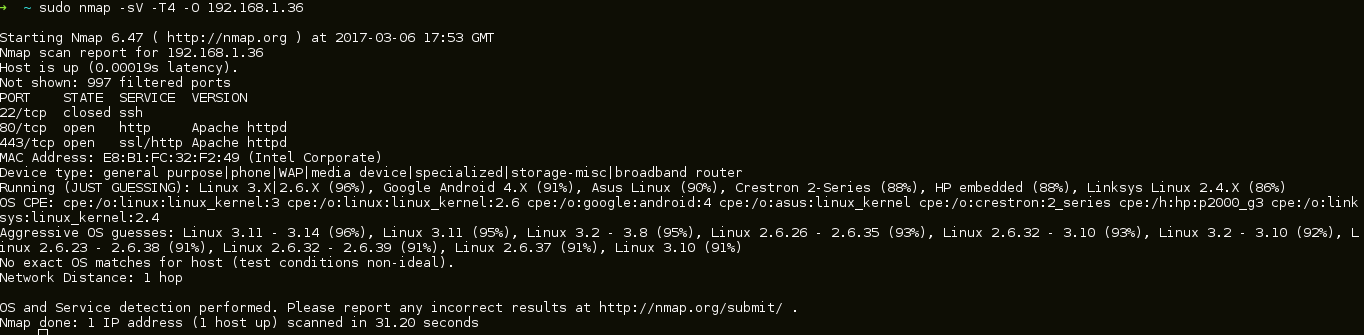 ➜  ~ sudo nmap -sV -T4 -O 192.168.1.36
Starting Nmap 6.47 ( http://nmap.org ) at 2017-03-06 17:53 GMT
Nmap scan report for 192.168.1.36
Host is up (0.00019s latency).
Not shown: 997 filtered ports
PORT    STATE  SERVICE  VERSION
22/tcp  closed ssh
80/tcp  open   http     Apache httpd
443/tcp open   ssl/http Apache httpd
MAC Address: E8:B1:FC:32:F2:49 (Intel Corporate)
Device type: general purpose|phone|WAP|media device|specialized|storage-misc|broadband router
Running (JUST GUESSING): Linux 3.X|2.6.X (96%), Google Android 4.X (91%), Asus Linux (90%), Crestron 2-Series (88%), HP embedded (88%), Linksys Linux 2.4.X (86%)
OS CPE: cpe:/o:linux:linux_kernel:3 cpe:/o:linux:linux_kernel:2.6 cpe:/o:google:android:4 cpe:/o:asus:linux_kernel cpe:/o:crestron:2_series cpe:/h:hp:p2000_g3 cpe:/o:link
sys:linux_kernel:2.4
Aggressive OS guesses: Linux 3.11 - 3.14 (96%), Linux 3.11 (95%), Linux 3.2 - 3.8 (95%), Linux 2.6.26 - 2.6.35 (93%), Linux 2.6.32 - 3.10 (93%), Linux 3.2 - 3.10 (92%), L
inux 2.6.23 - 2.6.38 (91%), Linux 2.6.32 - 2.6.39 (91%), Linux 2.6.37 (91%), Linux 3.10 (91%)
No exact OS matches for host (test conditions non-ideal).
Network Distance: 1 hop
OS and Service detection performed. Please report any incorrect results at http://nmap.org/submit/ .
Nmap done: 1 IP address (1 host up) scanned in 31.20 seconds